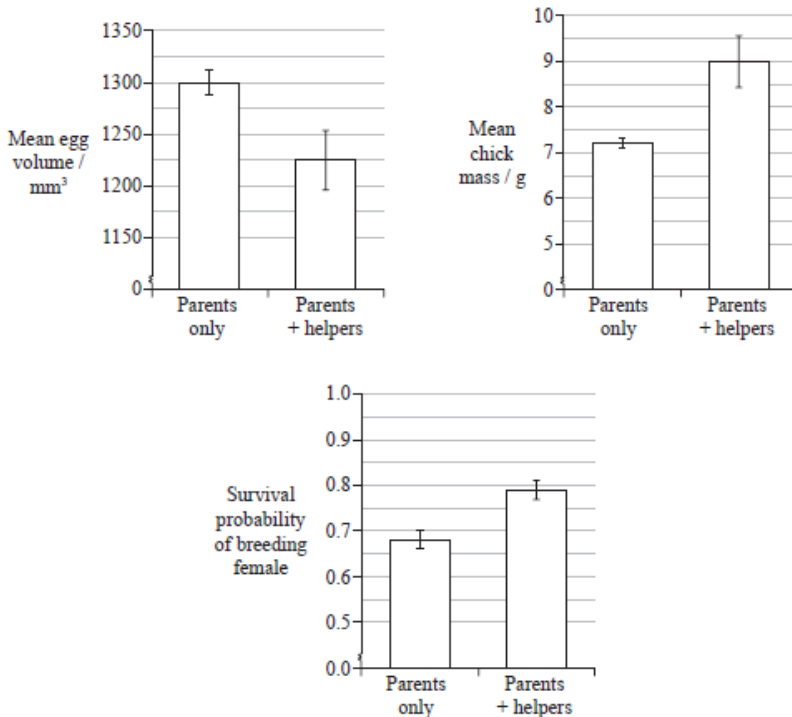 1350
1300
1250
1200
1150
0
Mean egg
volume /
mm³
Parents
only
Parents
+ helpers
10
9
8
7
6
5
0
Mean
chick
mass / g
Parents
only
Parents
+ helpers
1.0
0.9
0.8
0.7
0.6
0.5
0.0
Survival
probability
of breeding
female
Parents
only
Parents
+ helpers